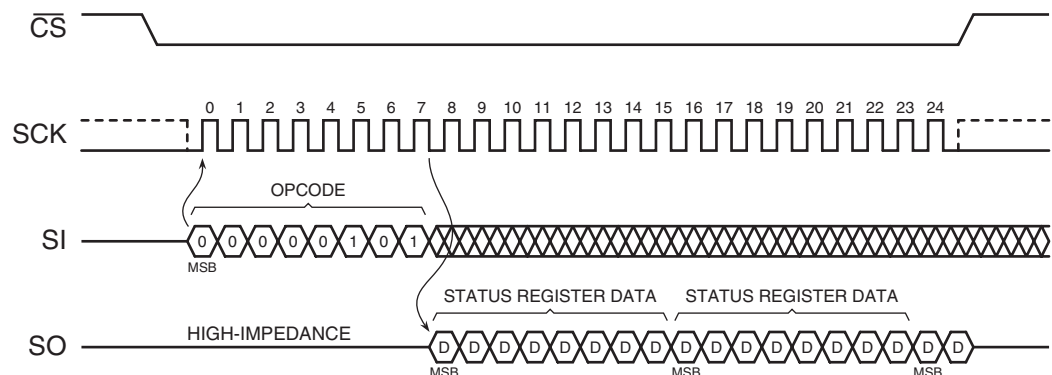 CS
0 1 2 3 4 5 6 7 8 9 10 11 12 13 14 15 16 17 18 19 20 21 22 23 24
SCK
OPCODE
SI 0 0 0 0 0 1 0 1
MSB
STATUS REGISTER DATA STATUS REGISTER DATA
HIGH-IMPEDANCE
SO D D D D D D D D D D D D D D D D D D
MSB MSB MSB